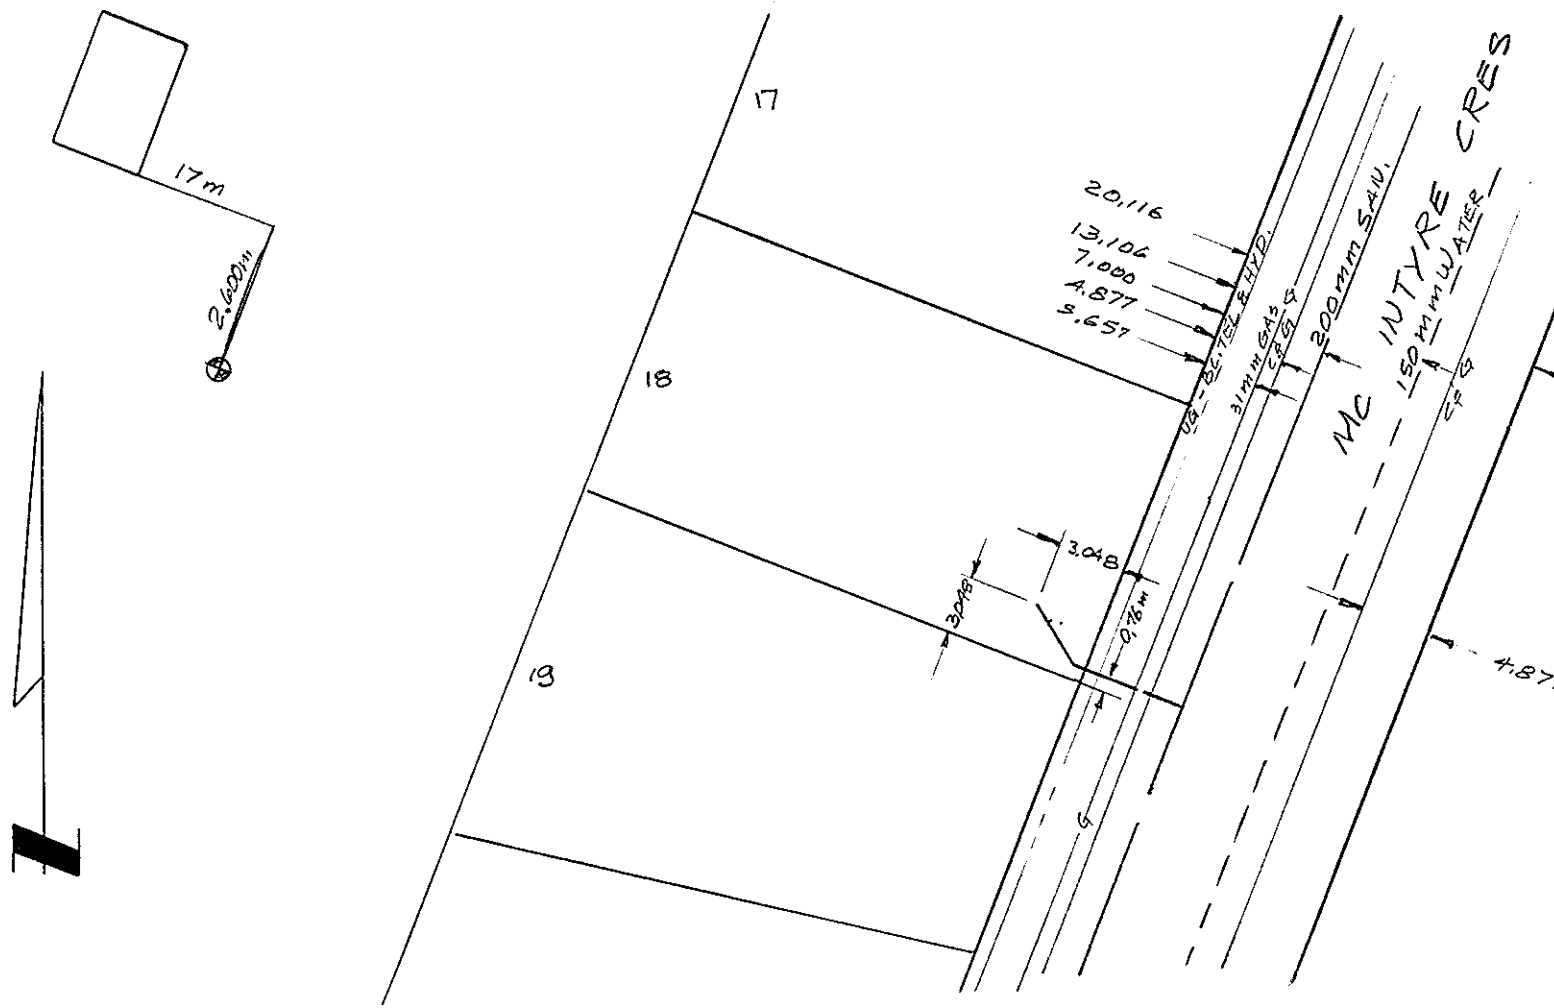 17
17m
20,116
13,106
7,000
4.877
3.657
2.600m
UG - BC. TEL & HYD.
31mm GAS
C & G
G
200mm SAN.
MC INTYRE CRES
150mm WATER
C & G
18
3.048
3.048
0.76m
19
G
4.87